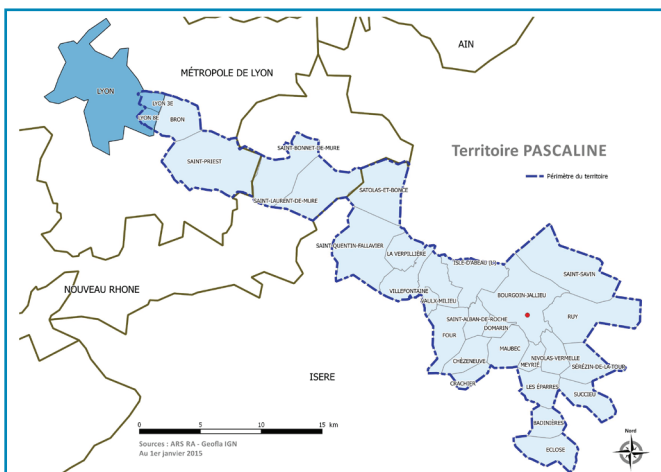 AIN
MÉTROPOLE DE LYON
LYON
LYON 3E
LYON 8E
BRON
SAINT-PRIEST
SAINT-BONNET-DE-MURE
SAINT-LAURENT-DE-MURE
SATOLAS-ET-BONCE
Territoire PASCALINE
Périmètre du territoire
SAINT-QUENTIN-FALLAVIER
LA VERPILLIÈRE
ISLE-D'ABEAU (L')
SAINT-SAVIN
NOUVEAU RHONE
VILLEFONTAINE
VAULX-MILIEU
BOURGOIN-JALLIEU
RUY
SAINT-ALBAN-DE-ROCHE
DOMARIN
FOUR
MAUBEC
CHÈZENEUVE
MEYRIÉ
NIVOLAS-VERMELLE
SÉRÉZIN-DE-LA-TOUR
CRACHIER
LES ÉPARRES
SUCCIEU
ISERE
BADINIÈRES
ECLOSE
0 5 10 15 km
Sources : ARS RA - Geofla IGN
Au 1er janvier 2015
Nord